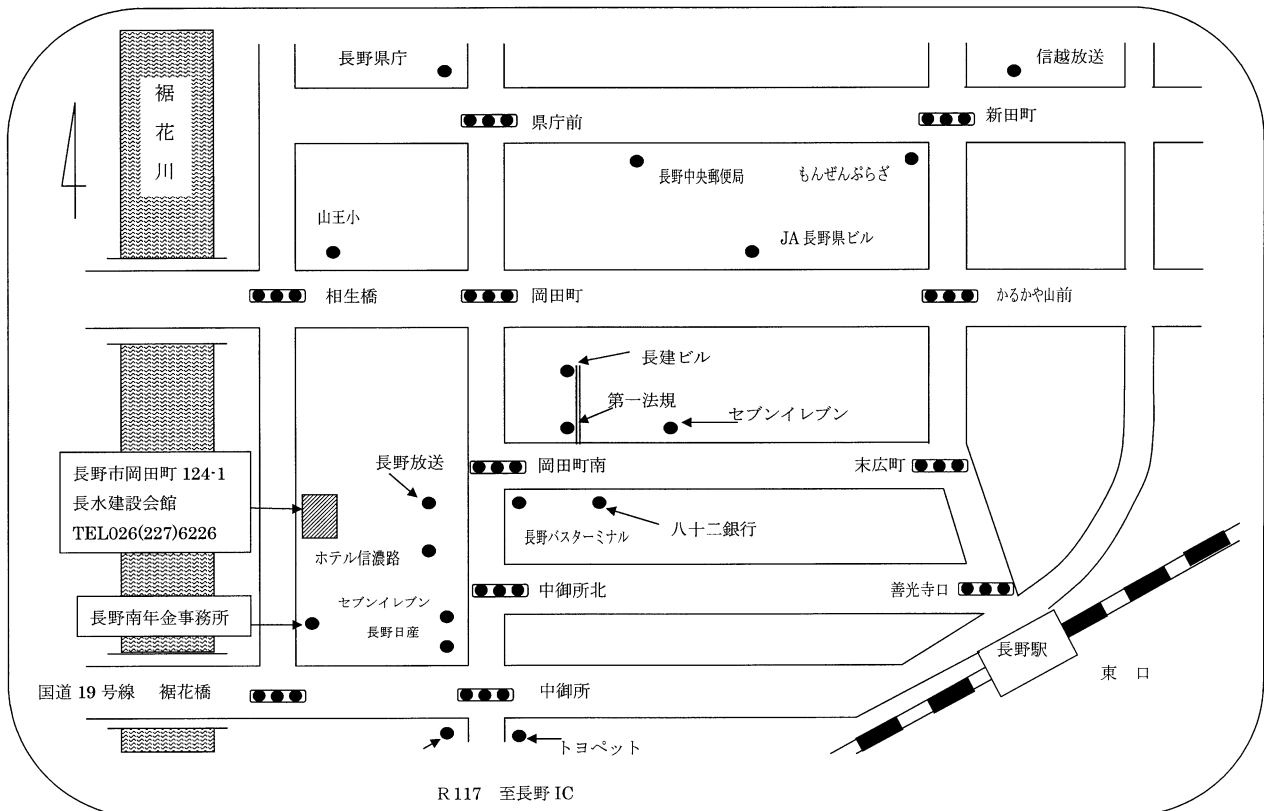 長野県庁
信越放送
裾花川
県庁前
新田町
長野中央郵便局
もんぜんぷらざ
山王小
JA長野県ビル
相生橋
岡田町
かるかや山前
長建ビル
第一法規
セブンイレブン
長野放送
岡田町南
末広町
長野市岡田町 124-1
長水建設会館
TEL026(227)6226
八十二銀行
長野バスターミナル
ホテル信濃路
中御所北
善光寺口
セブンイレブン
長野南年金事務所
長野日産
長野駅
東 口
国道 19 号線 裾花橋
中御所
トヨペット
R117 至長野 IC